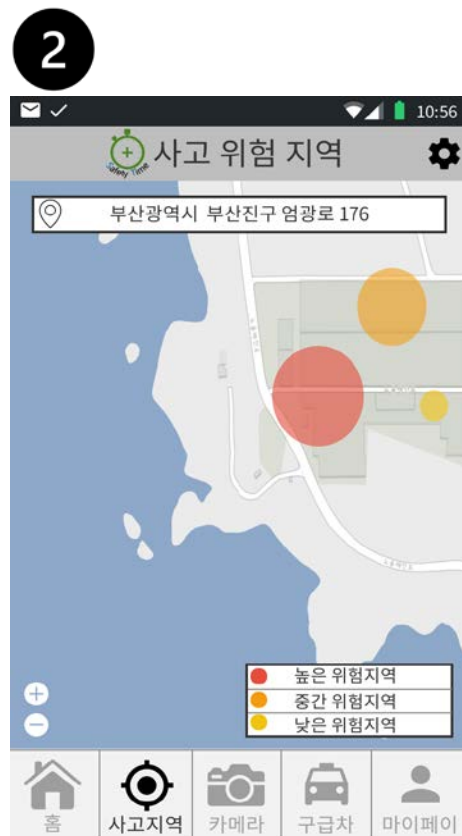 2
10:56
Safety Time
사고 위험 지역
부산광역시 부산진구 엄광로 176
높은 위험지역
중간 위험지역
낮은 위험지역
홈
사고지역
카메라
구급차
마이페이